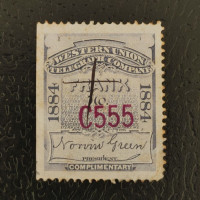 WESTERN UNION
TELEGRAPH COMPANY
1884
FRANK
No.
C555
1884
Norvin Green
PRESIDENT.
COMPLIMENTARY